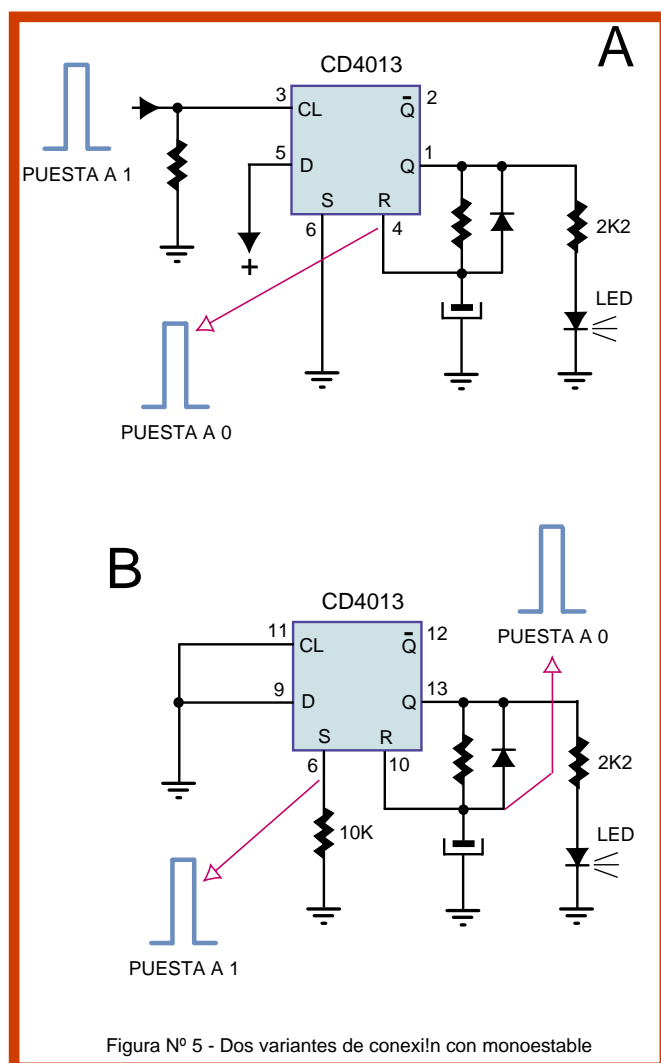 A
CD4013
3
CL
Q̄
2
PUESTA A 1
5
D
Q
1
S
R
6
4
2K2
+
LED
PUESTA A 0
B
CD4013
PUESTA A 0
11
CL
Q̄
12
9
D
Q
13
S
R
6
10
2K2
10K
LED
PUESTA A 1
Figura Nº 5 - Dos variantes de conexi!n con monoestable